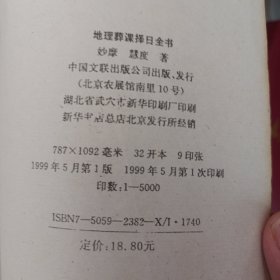 地理葬课择日全书
妙摩 慧度 著
中国文联出版公司出版、发行
(北京农展馆南里10号)
湖北省武穴市新华印刷厂印刷
新华书店总店北京发行所经销
787×1092毫米 32开本 9印张
1999年5月第1版 1999年5月第1次印刷
印数:1—5000
ISBN7-5059-2382-X/I·1740
定价:18.80元